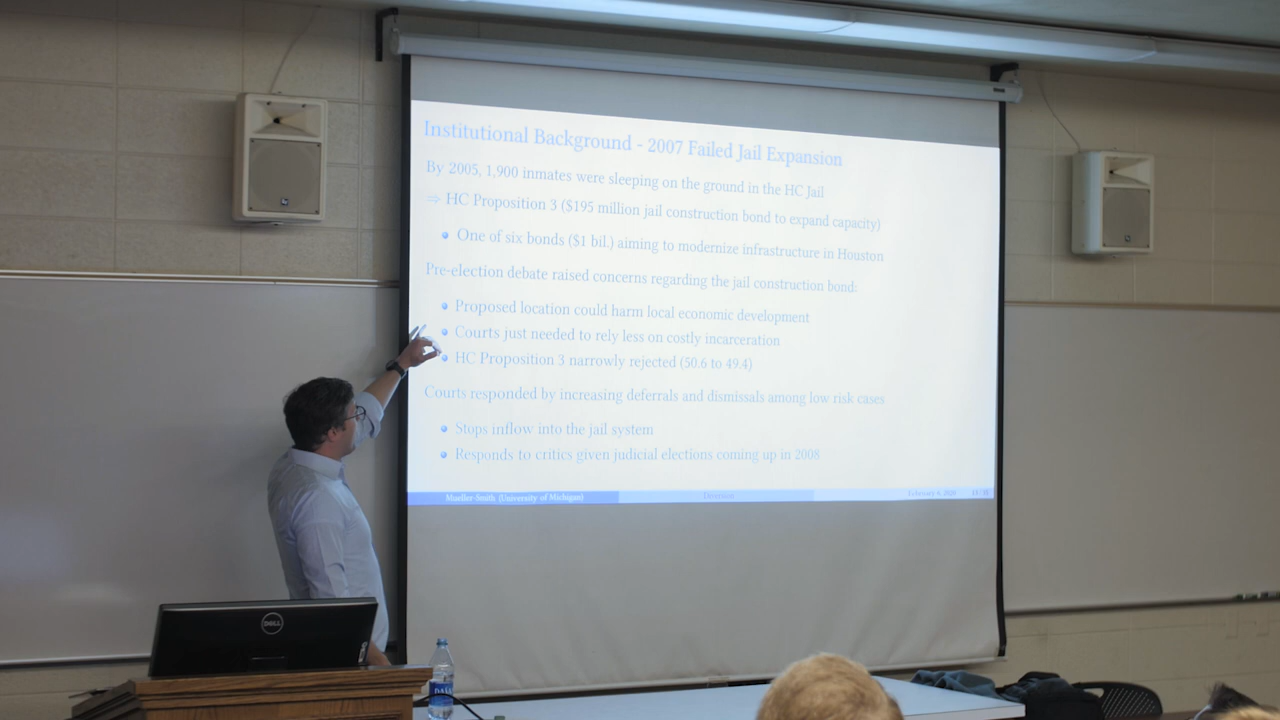 Institutional Background - 2007 Failed Jail Expansion
By 2005, 1,900 inmates were sleeping on the ground in the HC Jail
⇒ HC Proposition 3 ($195 million jail construction bond to expand capacity)
One of six bonds ($1 bil.) aiming to modernize infrastructure in Houston
Pre-election debate raised concerns regarding the jail construction bond:
Proposed location could harm local economic development
Courts just needed to rely less on costly incarceration
HC Proposition 3 narrowly rejected (50.6 to 49.4)
Courts responded by increasing deferrals and dismissals among low risk cases
Stops inflow into the jail system
Responds to critics given judicial elections coming up in 2008
Mueller-Smith (University of Michigan)
Diversion
February 4, 2020
DELL
DASANI